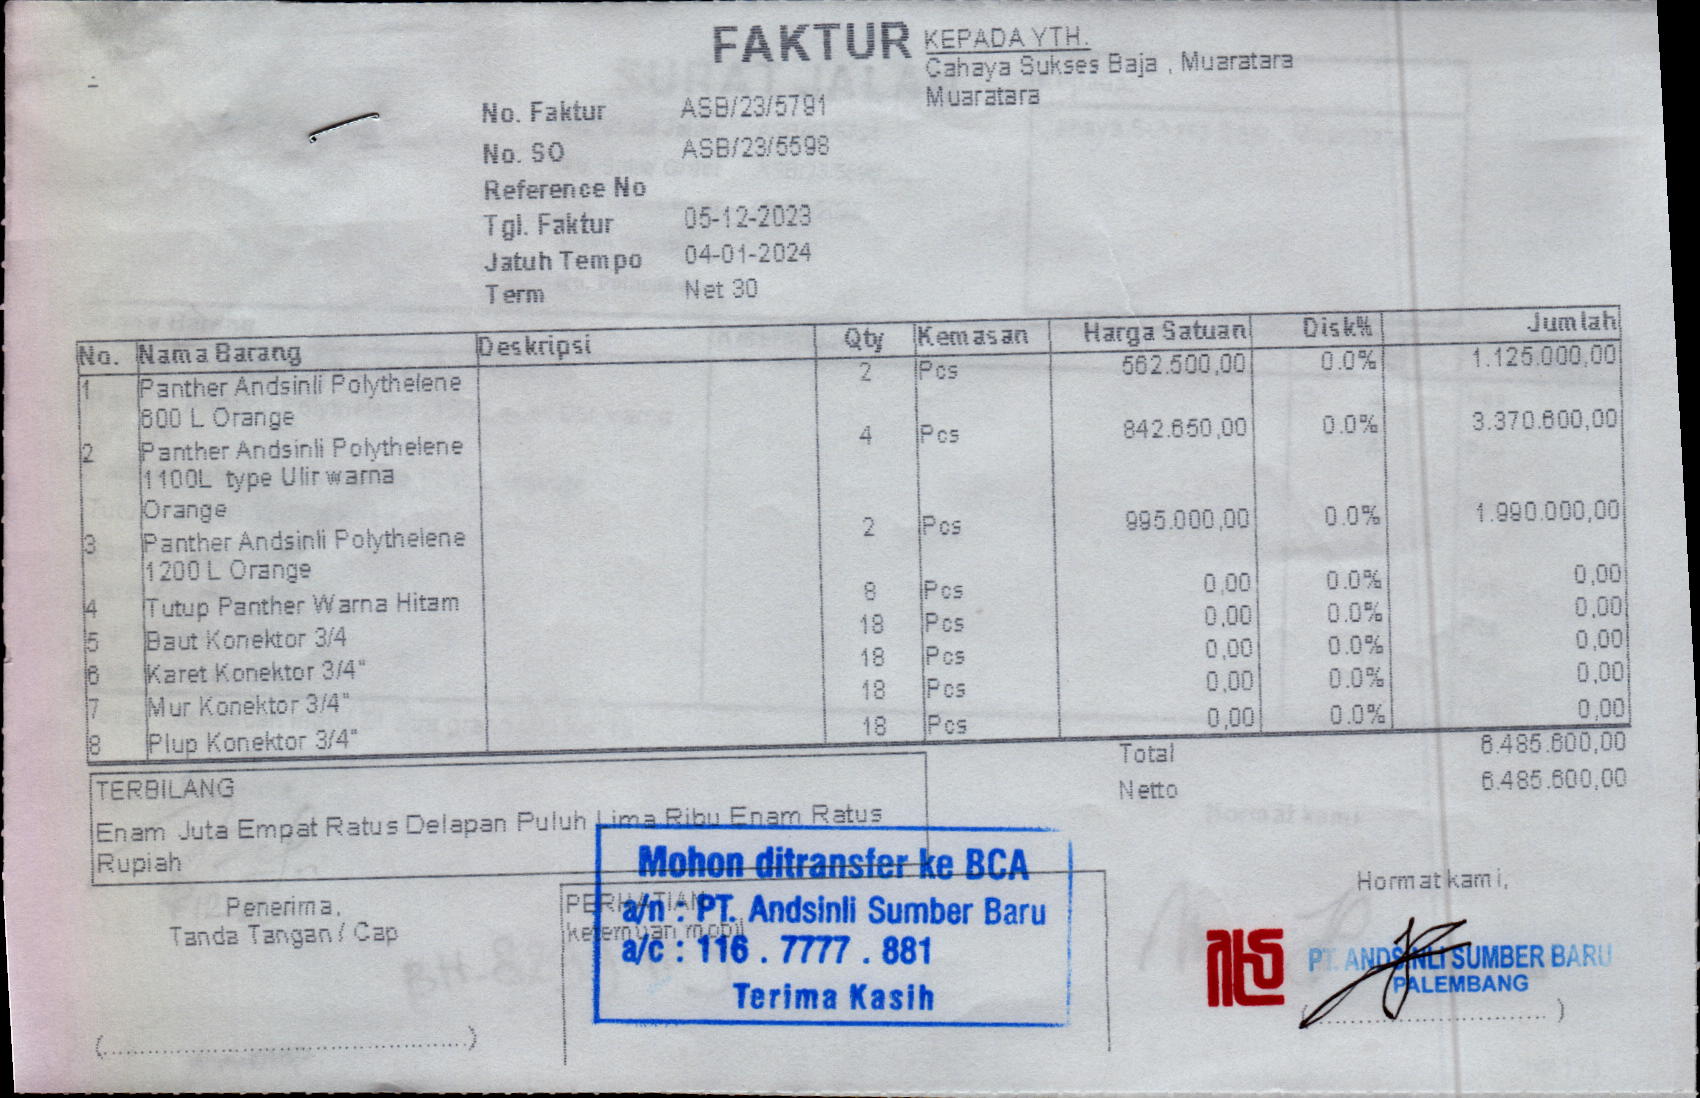 FAKTUR
KEPADA YTH.
Cahaya Sukses Baja , Muaratara
Muaratara
No. Faktur ASB/23/5791
No. SO ASB/23/5598
Reference No
Tgl. Faktur 05-12-2023
Jatuh Tempo 04-01-2024
Term Net 30
No. Nama Barang Deskripsi Qty Kemasan Harga Satuan Disk% Jumlah
1 Panther Andsinli Polythelene 2 Pcs 562.500,00 0.0% 1.125.000,00
600 L Orange
2 Panther Andsinli Polythelene 4 Pcs 842.650,00 0.0% 3.370.600,00
1100L type Ulir warna
Orange
3 Panther Andsinli Polythelene 2 Pcs 995.000,00 0.0% 1.990.000,00
1200 L Orange
4 Tutup Panther Warna Hitam 8 Pcs 0,00 0.0% 0,00
5 Baut Konektor 3/4 18 Pcs 0,00 0.0% 0,00
6 Karet Konektor 3/4" 18 Pcs 0,00 0.0% 0,00
7 Mur Konektor 3/4" 18 Pcs 0,00 0.0% 0,00
8 Plup Konektor 3/4" 18 Pcs 0,00 0.0% 0,00
Total 6.485.600,00
Netto 6.485.600,00
TERBILANG
Enam Juta Empat Ratus Delapan Puluh Lima Ribu Enam Ratus
Rupiah
Mohon ditransfer ke BCA
a/n : PT. Andsinli Sumber Baru
a/c : 116 . 7777 . 881
Terima Kasih
PERHATIAN
mobil
Penerima,
Tanda Tangan / Cap
(..................................................)
Hormat kami,
PT. ANDSINLI SUMBER BARU
PALEMBANG
(..................................)